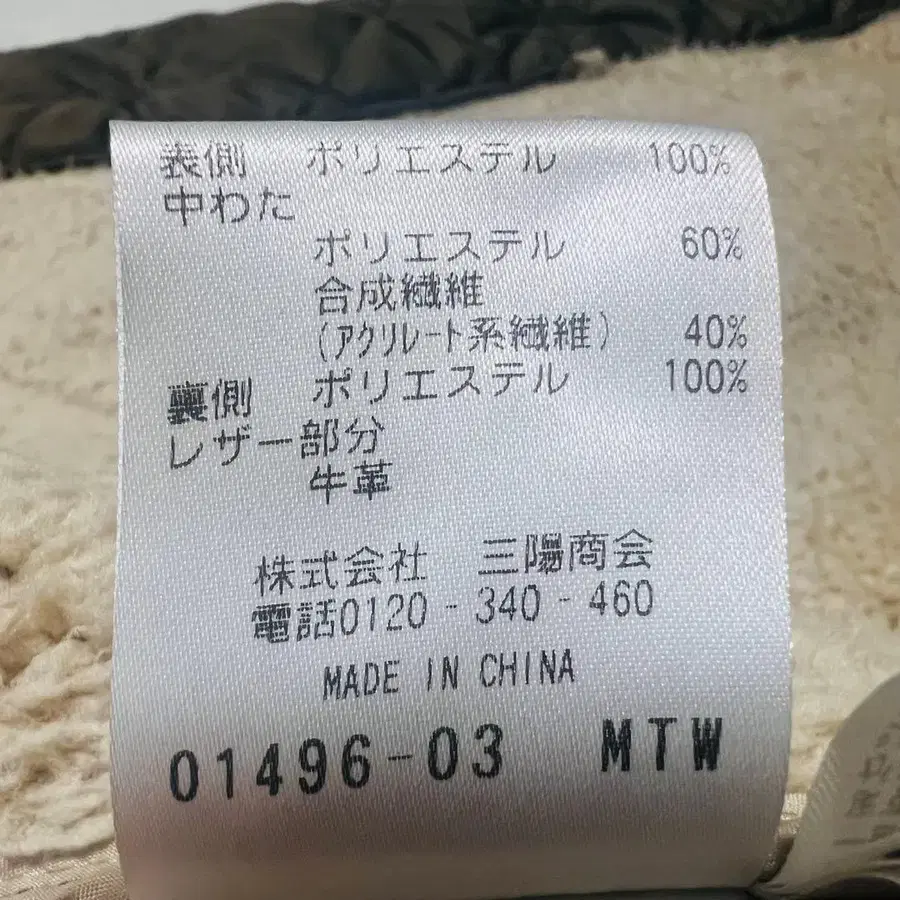 表側 ポリエステル 100%
中わた
ポリエステル 60%
合成繊維
(アクリレート系繊維) 40%
裏側 ポリエステル 100%
レザー部分
牛革
株式会社 三陽商会
電話0120-340-460
MADE IN CHINA
01496-03 MTW